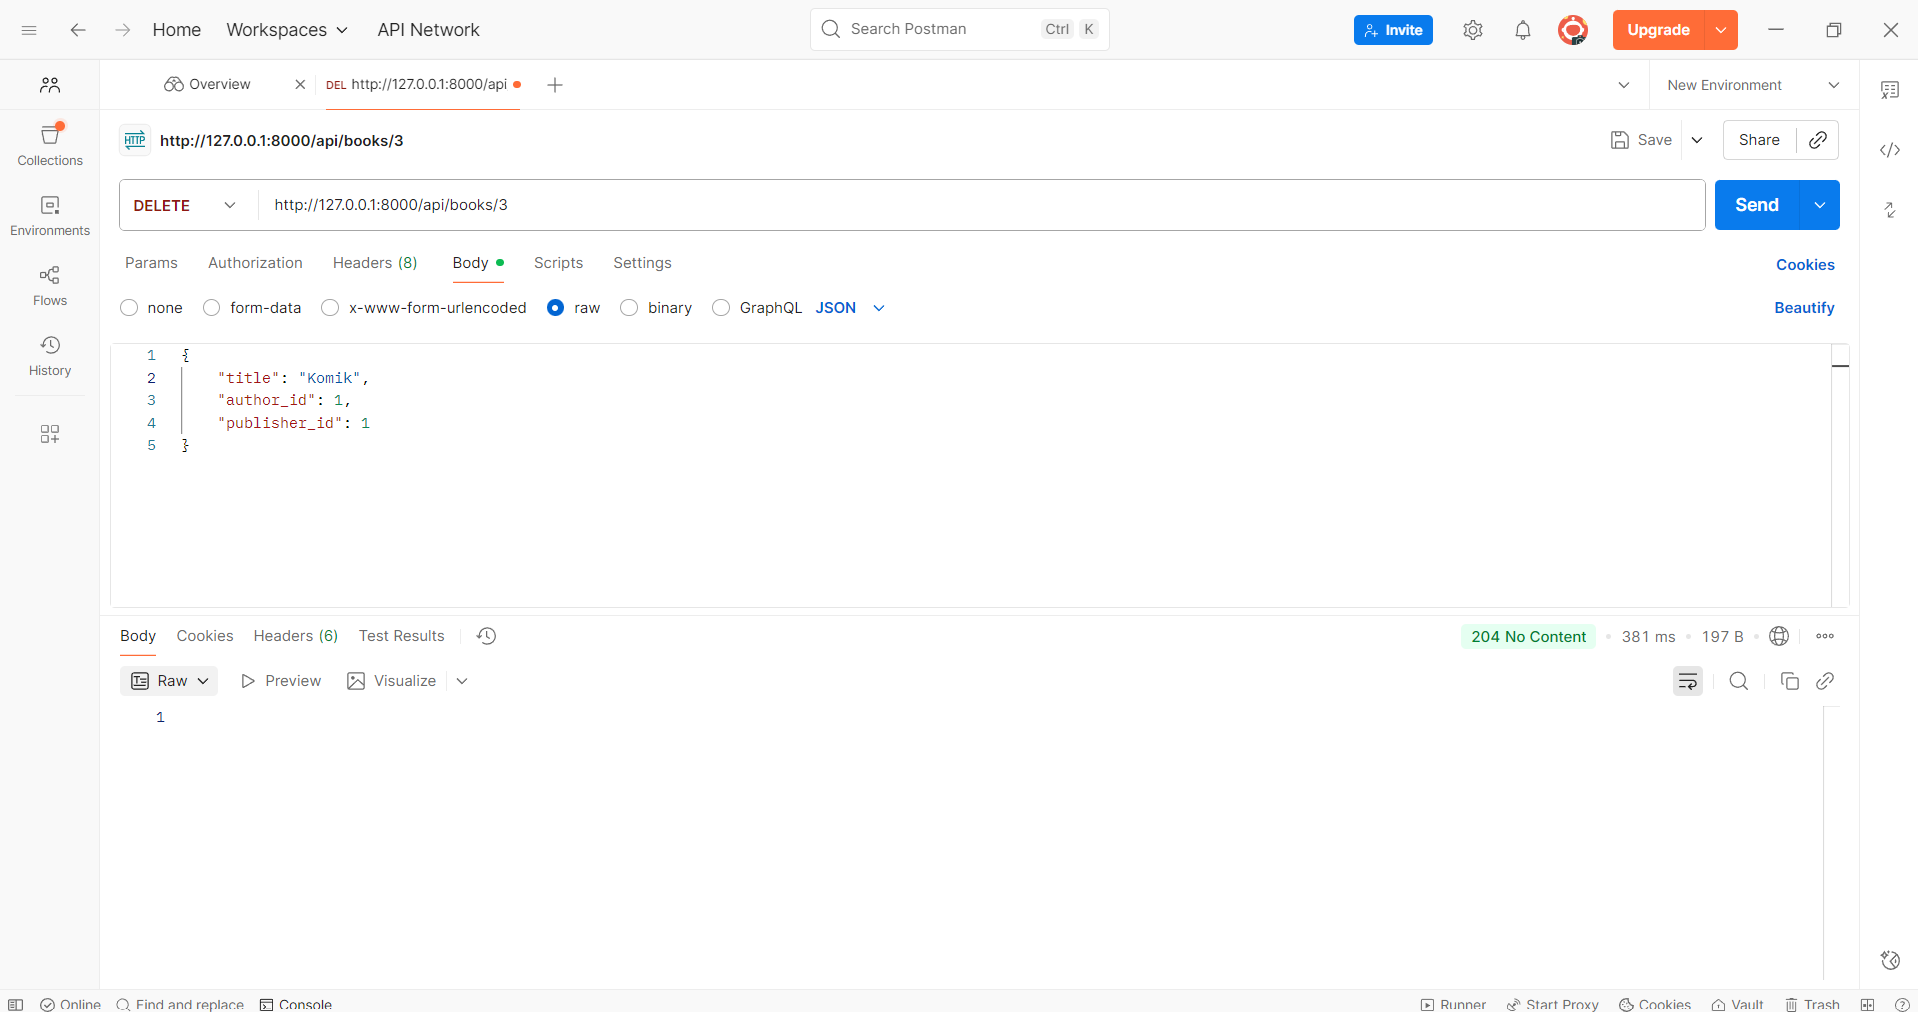 Home Workspaces API Network Search Postman Ctrl K Invite Upgrade
Overview DEL http://127.0.0.1:8000/api New Environment
HTTP http://127.0.0.1:8000/api/books/3 Save Share
Collections
DELETE http://127.0.0.1:8000/api/books/3 Send
Environments
Params Authorization Headers (8) Body Scripts Settings Cookies
Flows
none form-data x-www-form-urlencoded raw binary GraphQL JSON Beautify
History
1 {
2 "title": "Komik",
3 "author_id": 1,
4 "publisher_id": 1
5 }
Body Cookies Headers (6) Test Results 204 No Content 381 ms 197 B
Raw Preview Visualize
1
Online Find and replace Console Runner Start Proxy Cookies Vault Trash